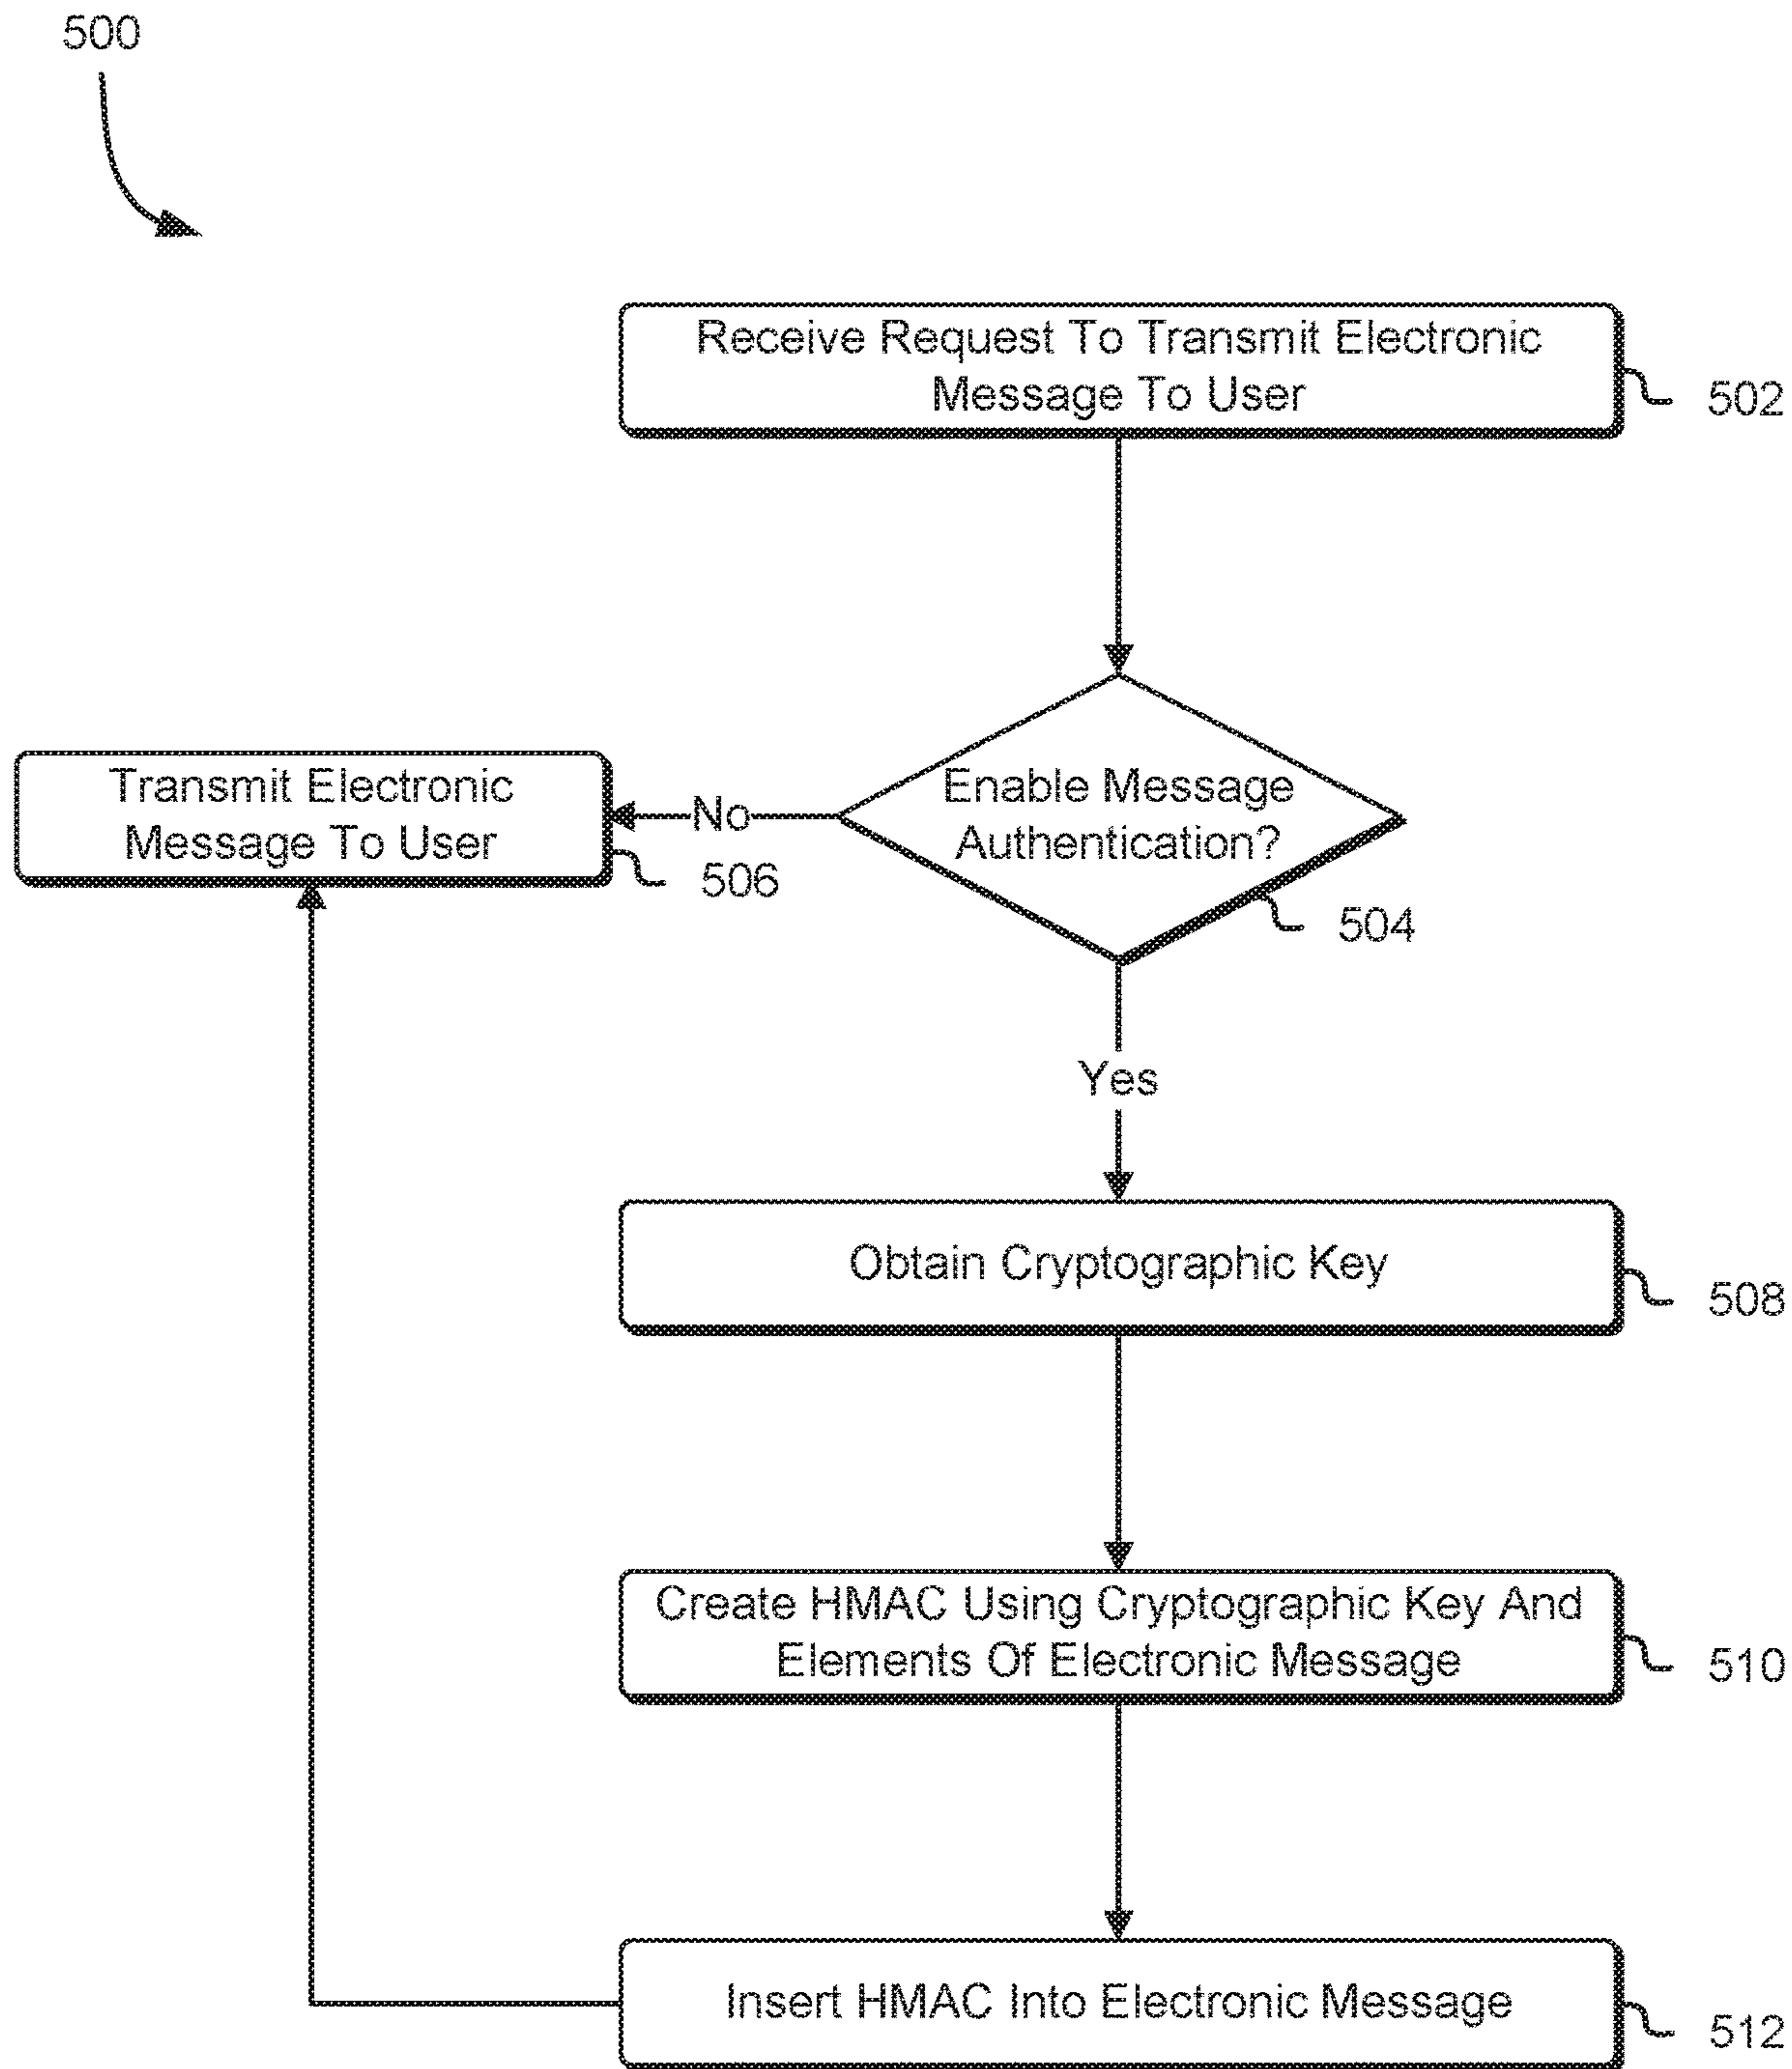 500
Receive Request To Transmit Electronic
Message To User
502
Transmit Electronic
Message To User
506
No
Enable Message
Authentication?
504
Yes
Obtain Cryptographic Key
508
Create HMAC Using Cryptographic Key And
Elements Of Electronic Message
510
Insert HMAC Into Electronic Message
512